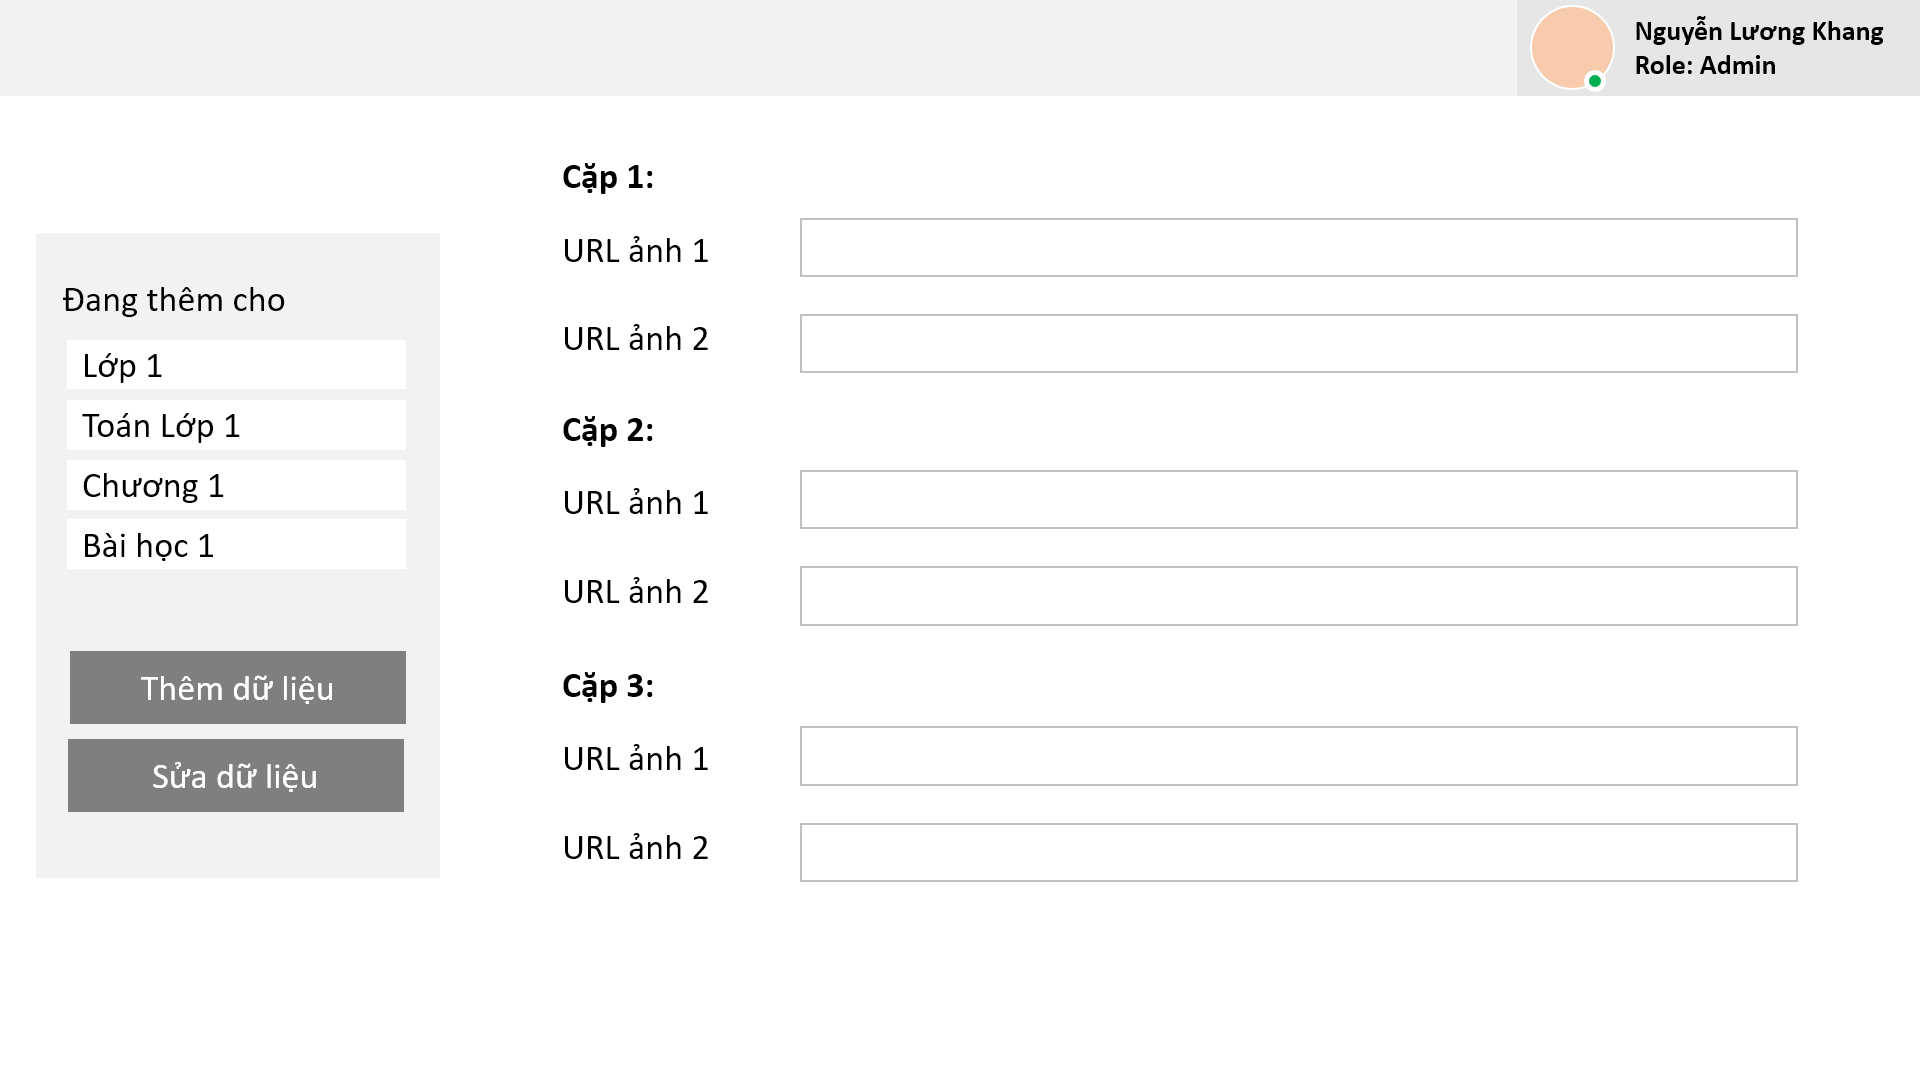 Nguyễn Lương Khang
Role: Admin
Đang thêm cho
Lớp 1
Toán Lớp 1
Chương 1
Bài học 1
Thêm dữ liệu
Sửa dữ liệu
Cặp 1:
URL ảnh 1
URL ảnh 2
Cặp 2:
URL ảnh 1
URL ảnh 2
Cặp 3:
URL ảnh 1
URL ảnh 2